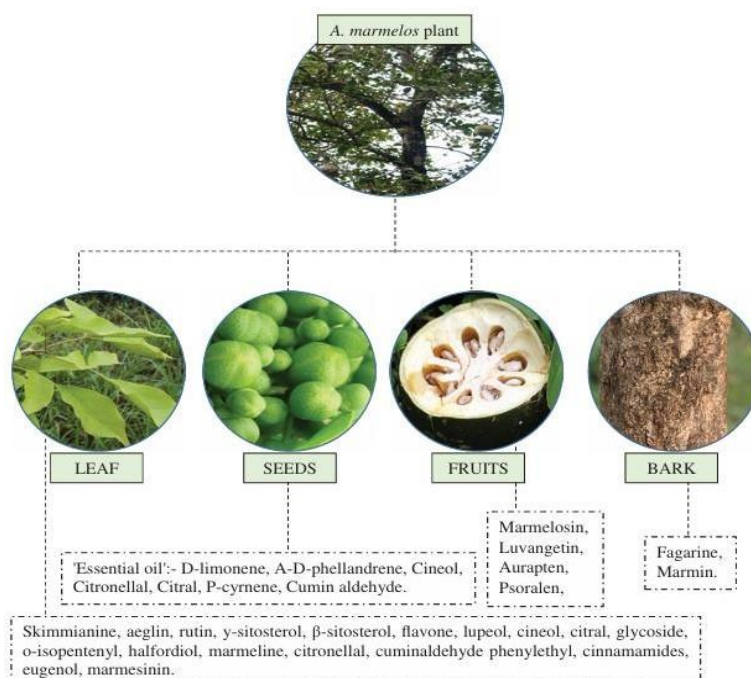 A. marmelos plant
LEAF
SEEDS
FRUITS
BARK
'Essential oil':- D-limonene, A-D-phellandrene, Cineol,
Citronellal, Citral, P-cyrnene, Cumin aldehyde.
Marmelosin,
Luvangetin,
Aurapten,
Psoralen,
Fagarine,
Marmin.
Skimmianine, aeglin, rutin, y-sitosterol, β-sitosterol, flavone, lupeol, cineol, citral, glycoside,
o-isopentenyl, halfordiol, marmeline, citronellal, cuminaldehyde phenylethyl, cinnamamides,
eugenol, marmesinin.